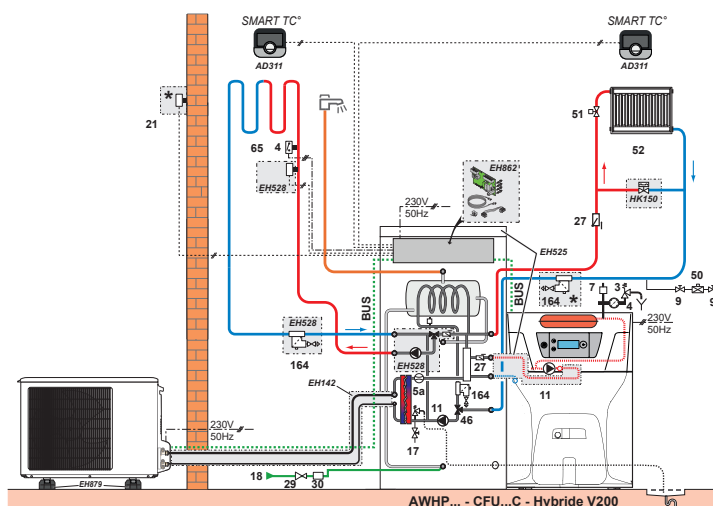 SMART TC°
AD311
SMART TC°
AD311
*
21
51
52
65
4
EH528
EH862
230V
50Hz
HK150
27
EH525
BUS
BUS
164
*
7
3
4
50
9
9
230V
50Hz
EH528
164
EH528
27
EH142
5a
164
11
46
17
11
230V
50Hz
18
29
30
EH879
AWHP... - CFU...C - Hybride V200